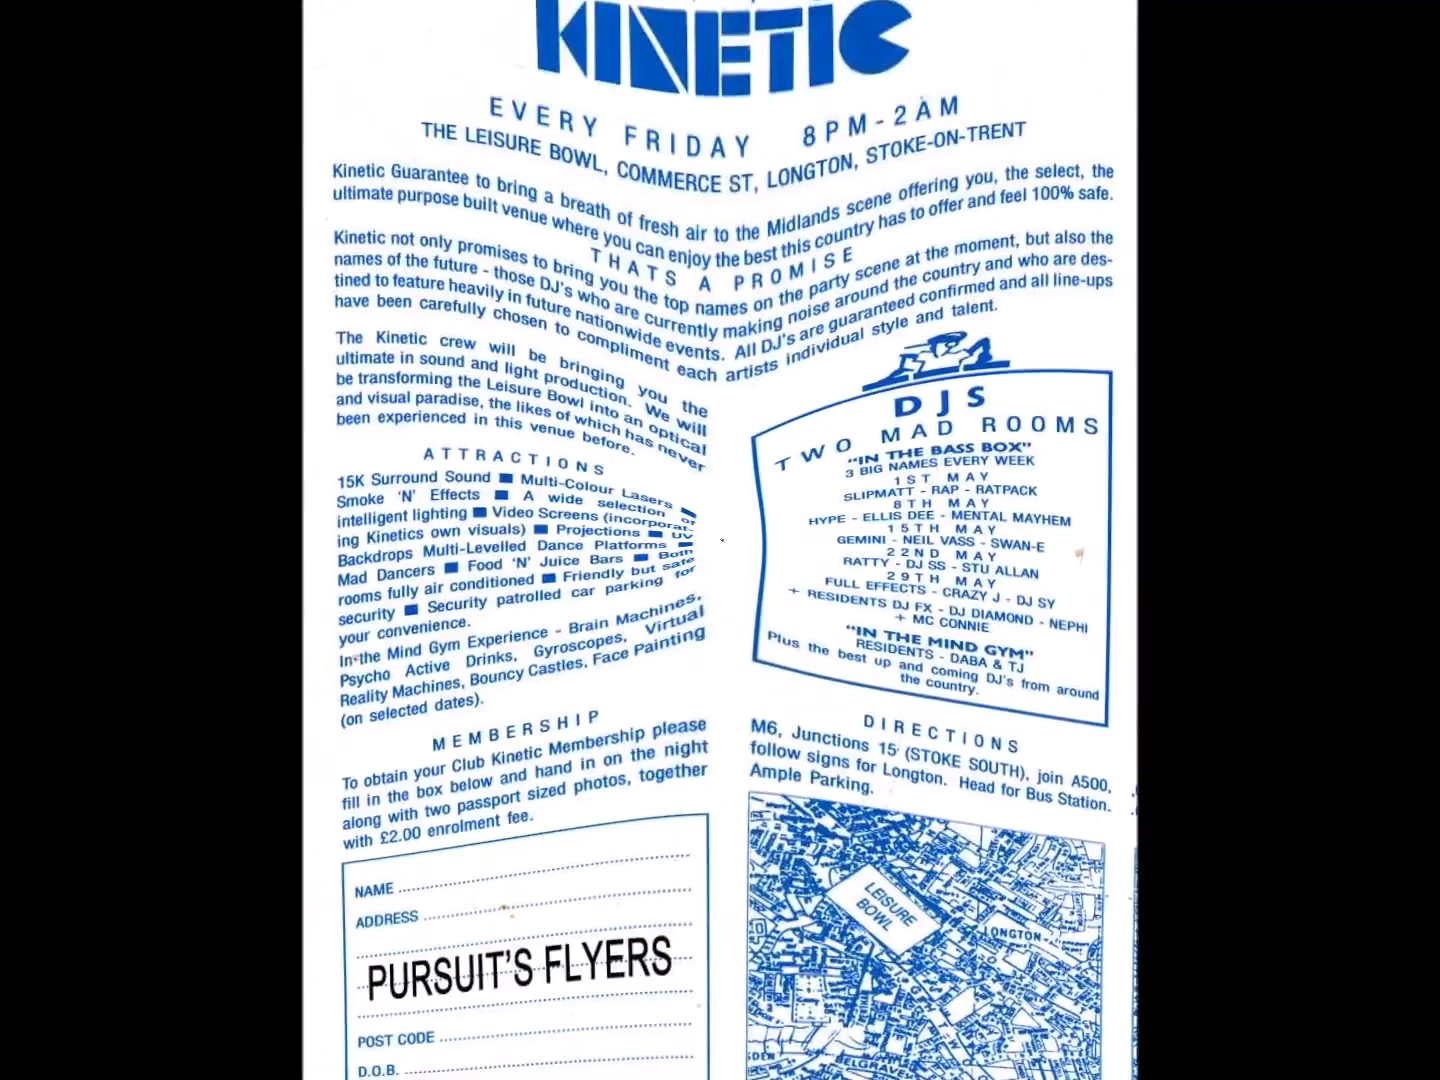 KINETIC
EVERY FRIDAY 8PM-2AM
THE LEISURE BOWL, COMMERCE ST, LONGTON, STOKE-ON-TRENT
Kinetic Guarantee to bring a breath of fresh air to the Midlands scene offering you, the select, the
ultimate purpose built venue where you can enjoy the best this country has to offer and feel 100% safe.
THATS A PROMISE
Kinetic not only promises to bring you the top names on the party scene at the moment, but also the
names of the future - those DJ's who are currently making noise around the country and who are des-
tined to feature heavily in future nationwide events. All DJ's are guaranteed confirmed and all line-ups
have been carefully chosen to compliment each artists individual style and talent.
The Kinetic crew will be bringing you the
ultimate in sound and light production. We will
be transforming the Leisure Bowl into an optical
and visual paradise, the likes of which has never
been experienced in this venue before.
ATTRACTIONS
15K Surround Sound ■ Multi-Colour Lasers ■
Smoke 'N' Effects ■ A wide selection of
intelligent lighting ■ Video Screens (incorporat-
ing Kinetics own visuals) ■ Projections ■ UV
Backdrops Multi-Levelled Dance Platforms ■
Mad Dancers ■ Food 'N' Juice Bars ■ Both
rooms fully air conditioned ■ Friendly but safe
security ■ Security patrolled car parking for
your convenience.
In the Mind Gym Experience - Brain Machines,
Psycho Active Drinks, Gyroscopes, Virtual
Reality Machines, Bouncy Castles, Face Painting
(on selected dates).
MEMBERSHIP
To obtain your Club Kinetic Membership please
fill in the box below and hand in on the night
along with two passport sized photos, together
with £2.00 enrolment fee.
NAME
ADDRESS
PURSUIT'S FLYERS
POST CODE
D.O.B.
DJS
TWO MAD ROOMS
"IN THE BASS BOX"
3 BIG NAMES EVERY WEEK
1ST MAY
SLIPMATT - RAP - RATPACK
8TH MAY
HYPE - ELLIS DEE - MENTAL MAYHEM
15TH MAY
GEMINI - NEIL VASS - SWAN-E
22ND MAY
RATTY - DJ SS - STU ALLAN
29TH MAY
FULL EFFECTS - CRAZY J - DJ SY
+ RESIDENTS DJ FX - DJ DIAMOND - NEPHI
+ MC CONNIE
"IN THE MIND GYM"
RESIDENTS - DABA & TJ
Plus the best up and coming DJ's from around
the country.
DIRECTIONS
M6, Junctions 15 (STOKE SOUTH), join A500,
follow signs for Longton. Head for Bus Station.
Ample Parking.
LEISURE
BOWL
LONGTON
BELGRAVE